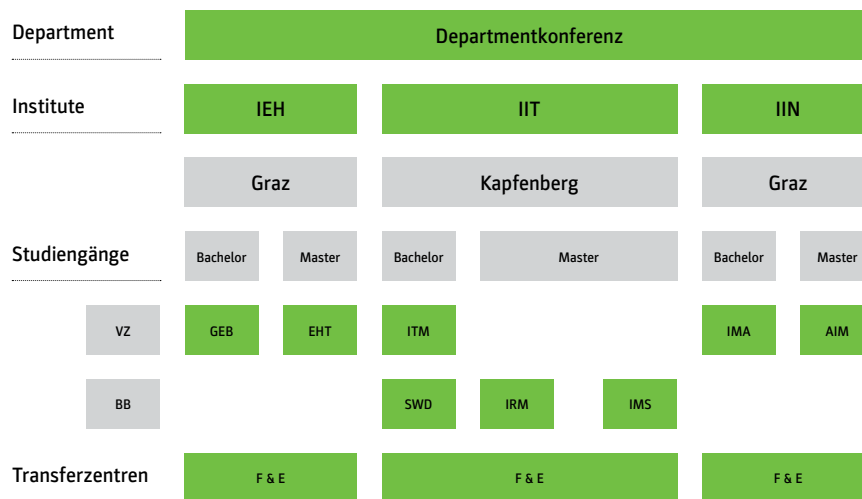 Department
Departmentkonferenz
Institute
IEH
IIT
IIN
Graz
Kapfenberg
Graz
Studiengänge
Bachelor
Master
Bachelor
Master
Bachelor
Master
VZ
GEB
EHT
ITM
IMA
AIM
BB
SWD
IRM
IMS
Transferzentren
F & E
F & E
F & E